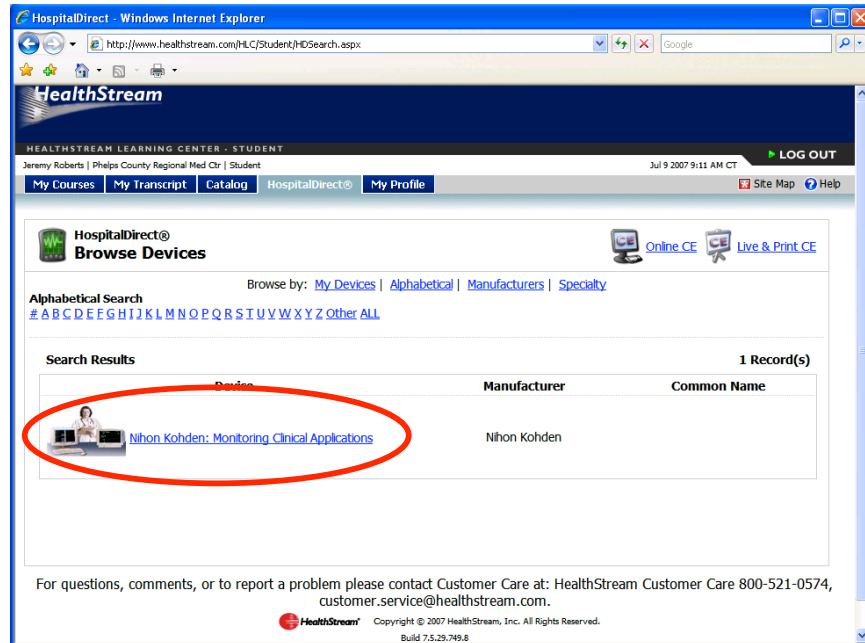 HospitalDirect - Windows Internet Explorer
http://www.healthstream.com/HLC/Student/HDSearch.aspx
Google
HealthStream
HEALTHSTREAM LEARNING CENTER - STUDENT
LOG OUT
Jeremy Roberts | Phelps County Regional Med Ctr | Student
Jul 9 2007 9:11 AM CT
My Courses My Transcript Catalog HospitalDirect® My Profile
Site Map Help
HospitalDirect®
Browse Devices
CE Online CE CE Live & Print CE
Browse by: My Devices | Alphabetical | Manufacturers | Specialty
Alphabetical Search
# A B C D E F G H I J K L M N O P Q R S T U V W X Y Z Other ALL
Search Results
1 Record(s)
Device Manufacturer Common Name
Nihon Kohden: Monitoring Clinical Applications Nihon Kohden
For questions, comments, or to report a problem please contact Customer Care at: HealthStream Customer Care 800-521-0574,
customer.service@healthstream.com.
HealthStream Copyright © 2007 HealthStream, Inc. All Rights Reserved.
Build 7.5.29.749.8